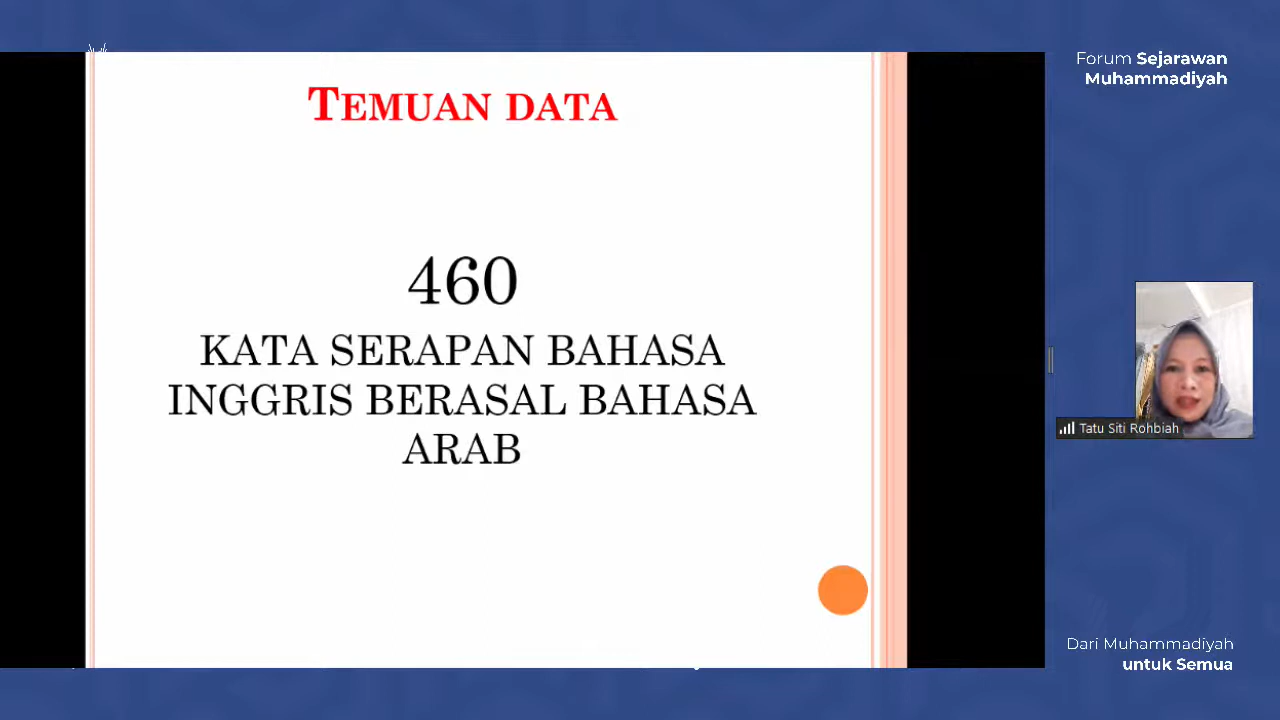 Forum Sejarawan
Muhammadiyah
TEMUAN DATA
460
KATA SERAPAN BAHASA
INGGRIS BERASAL BAHASA
ARAB
Tatu Siti Rohbiah
Dari Muhammadiyah
untuk Semua